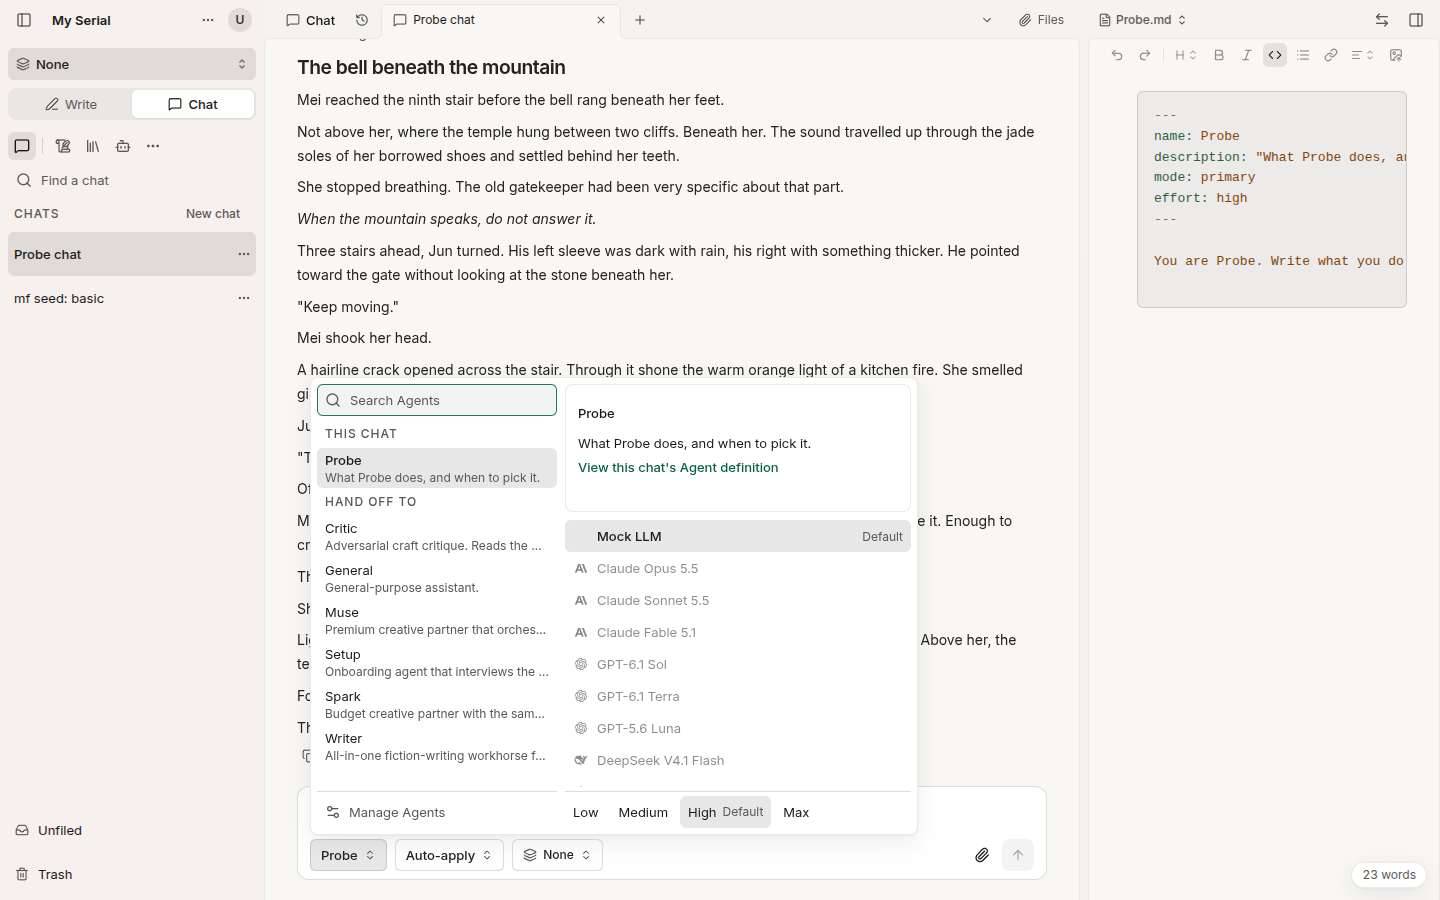 My Serial
U
None
Write
Chat
Find a chat
CHATS
New chat
Probe chat
mf seed: basic
Unfiled
Trash
Chat
Probe chat
Files
The bell beneath the mountain
Mei reached the ninth stair before the bell rang beneath her feet.
Not above her, where the temple hung between two cliffs. Beneath her. The sound travelled up through the jade
soles of her borrowed shoes and settled behind her teeth.
She stopped breathing. The old gatekeeper had been very specific about that part.
When the mountain speaks, do not answer it.
Three stairs ahead, Jun turned. His left sleeve was dark with rain, his right with something thicker. He pointed
toward the gate without looking at the stone beneath her.
"Keep moving."
Mei shook her head.
A hairline crack opened across the stair. Through it shone the warm orange light of a kitchen fire. She smelled
e it. Enough to
Above her, the
Search Agents
THIS CHAT
Probe
What Probe does, and when to pick it.
HAND OFF TO
Critic
Adversarial craft critique. Reads the ...
General
General-purpose assistant.
Muse
Premium creative partner that orches...
Setup
Onboarding agent that interviews the ...
Spark
Budget creative partner with the sam...
Writer
All-in-one fiction-writing workhorse f...
Manage Agents
Probe
What Probe does, and when to pick it.
View this chat's Agent definition
Mock LLM Default
Claude Opus 5.5
Claude Sonnet 5.5
Claude Fable 5.1
GPT-6.1 Sol
GPT-6.1 Terra
GPT-5.6 Luna
DeepSeek V4.1 Flash
Low Medium High Default Max
Probe
Auto-apply
None
Probe.md
H B I
---
name: Probe
description: "What Probe does, a
mode: primary
effort: high
---
You are Probe. Write what you do
23 words